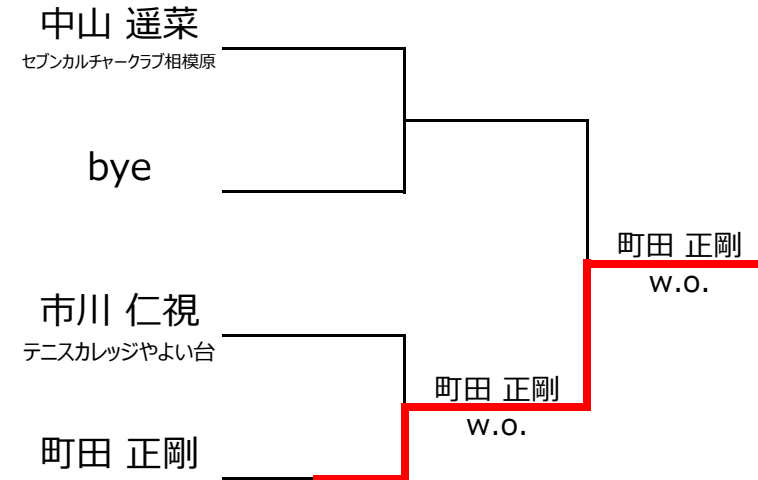 中山 遥菜
セブンカルチャークラブ相模原
bye
町田 正剛
w.o.
市川 仁視
テニスカレッジやよい台
町田 正剛
w.o.
町田 正剛